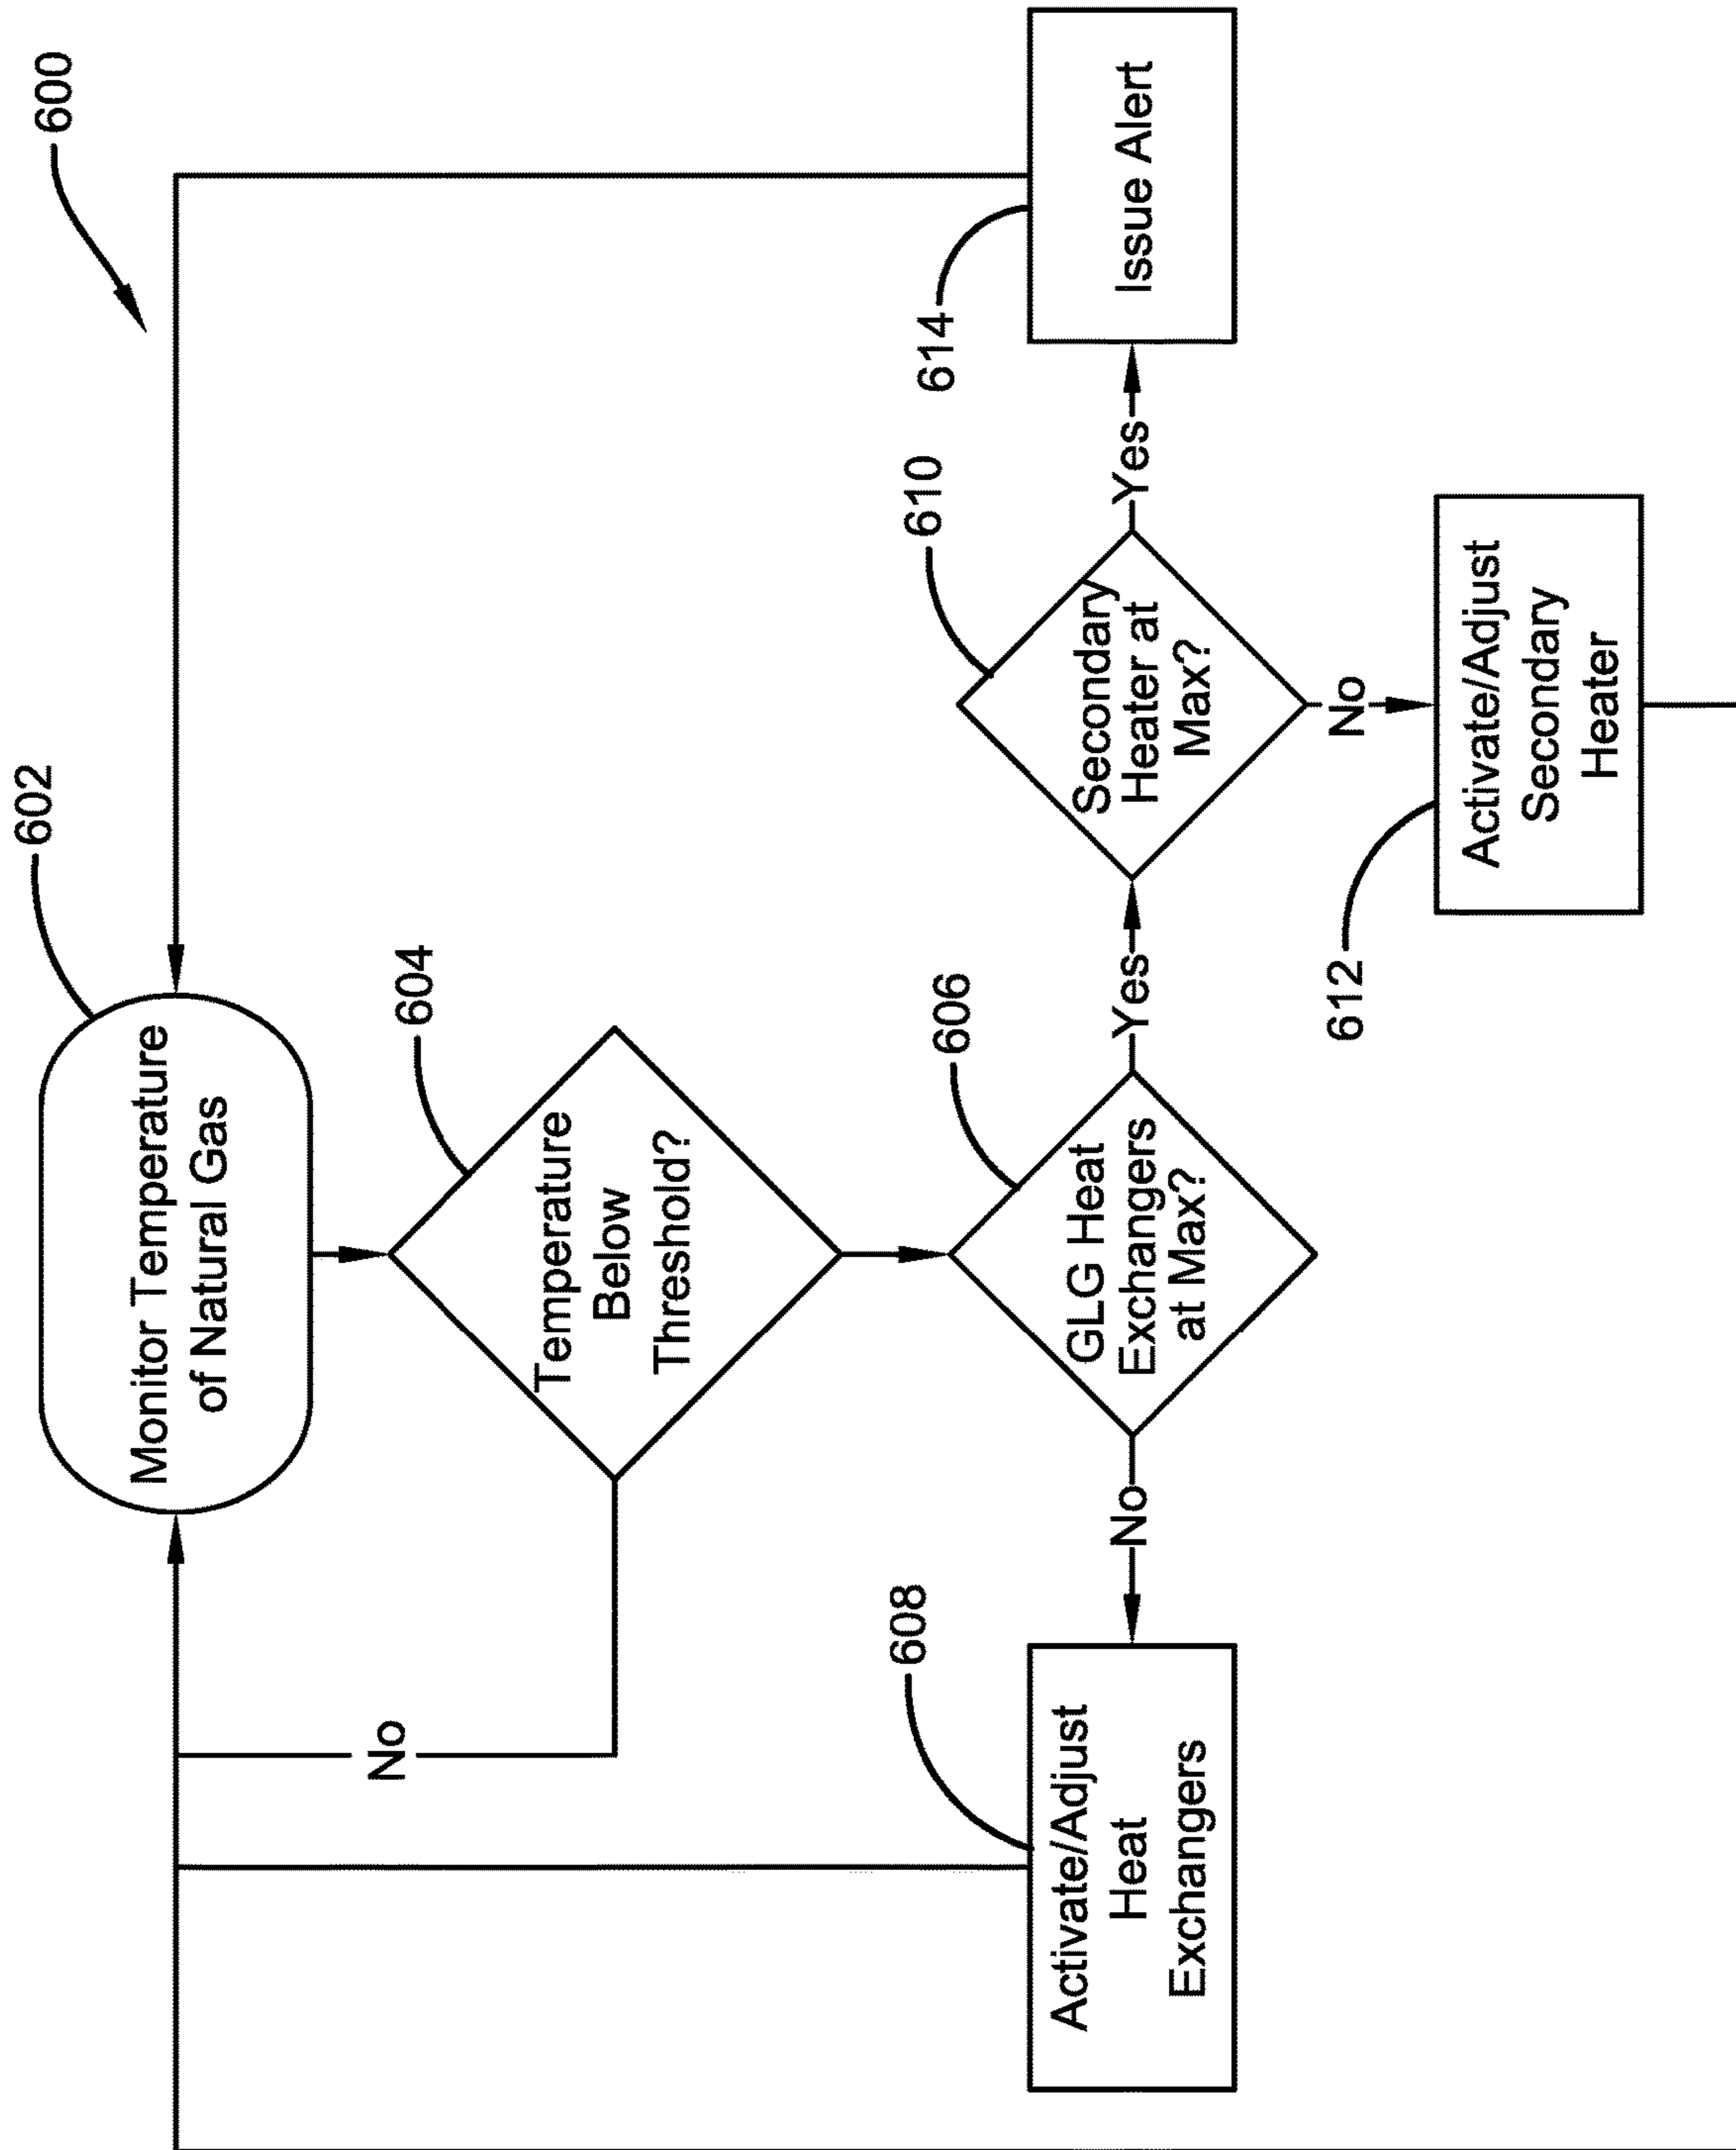 600
602
Monitor Temperature
of Natural Gas
604
Temperature
Below
Threshold?
No
606
GLG Heat
Exchangers
at Max?
No
Yes
608
Activate/Adjust
Heat
Exchangers
610
Secondary
Heater at
Max?
Yes
No
614
Issue Alert
612
Activate/Adjust
Secondary
Heater